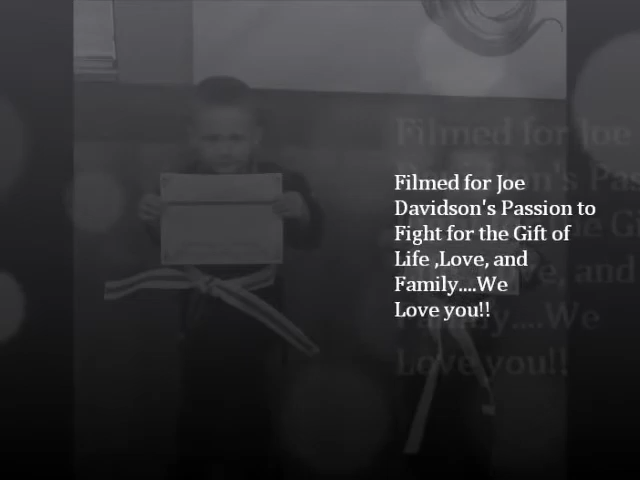 Filmed for Joe
Davidson's Passion to
Fight for the Gift of
Life ,Love, and
Family....We
Love you!!